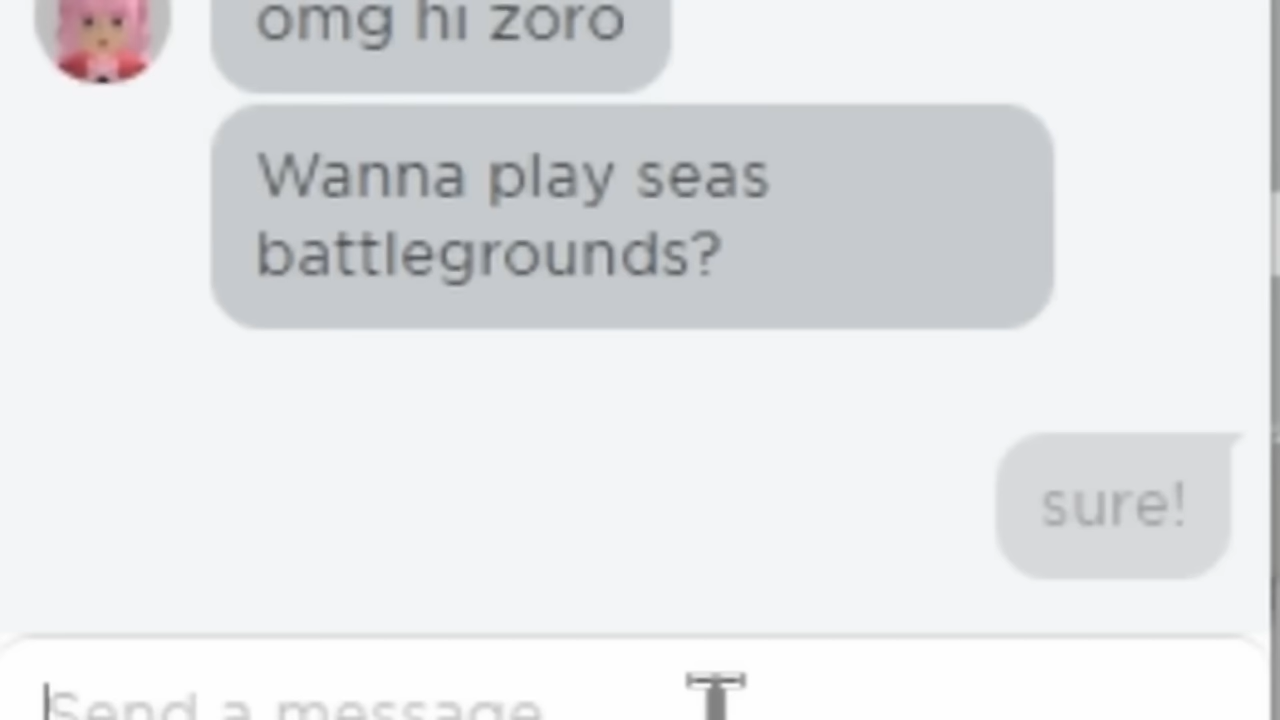 omg hi zoro
Wanna play seas
battlegrounds?
sure!
Send a message